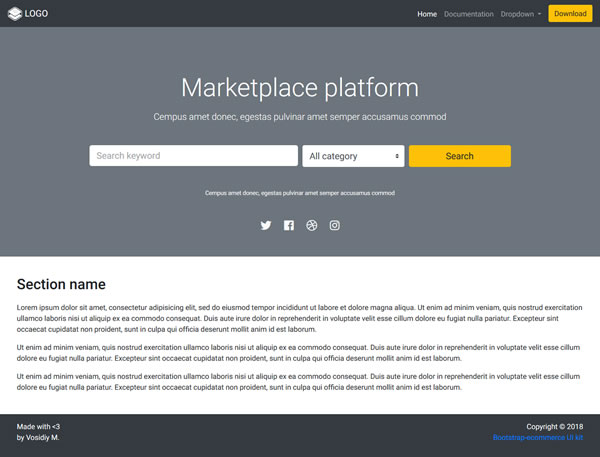 LOGO
Home Documentation Dropdown Download
Marketplace platform
Cempus amet donec, egestas pulvinar amet semper accusamus commod
Search keyword All category Search
Cempus amet donec, egestas pulvinar amet semper accusamus commod
Section name
Lorem ipsum dolor sit amet, consectetur adipisicing elit, sed do eiusmod tempor incididunt ut labore et dolore magna aliqua. Ut enim ad minim veniam, quis nostrud exercitation
ullamco laboris nisi ut aliquip ex ea commodo consequat. Duis aute irure dolor in reprehenderit in voluptate velit esse cillum dolore eu fugiat nulla pariatur. Excepteur sint
occaecat cupidatat non proident, sunt in culpa qui officia deserunt mollit anim id est laborum.
Ut enim ad minim veniam, quis nostrud exercitation ullamco laboris nisi ut aliquip ex ea commodo consequat. Duis aute irure dolor in reprehenderit in voluptate velit esse cillum
dolore eu fugiat nulla pariatur. Excepteur sint occaecat cupidatat non proident, sunt in culpa qui officia deserunt mollit anim id est laborum.
Ut enim ad minim veniam, quis nostrud exercitation ullamco laboris nisi ut aliquip ex ea commodo consequat. Duis aute irure dolor in reprehenderit in voluptate velit esse cillum
dolore eu fugiat nulla pariatur. Excepteur sint occaecat cupidatat non proident, sunt in culpa qui officia deserunt mollit anim id est laborum.
Made with <3
by Vosidiy M.
Copyright © 2018
Bootstrap-ecommerce UI kit